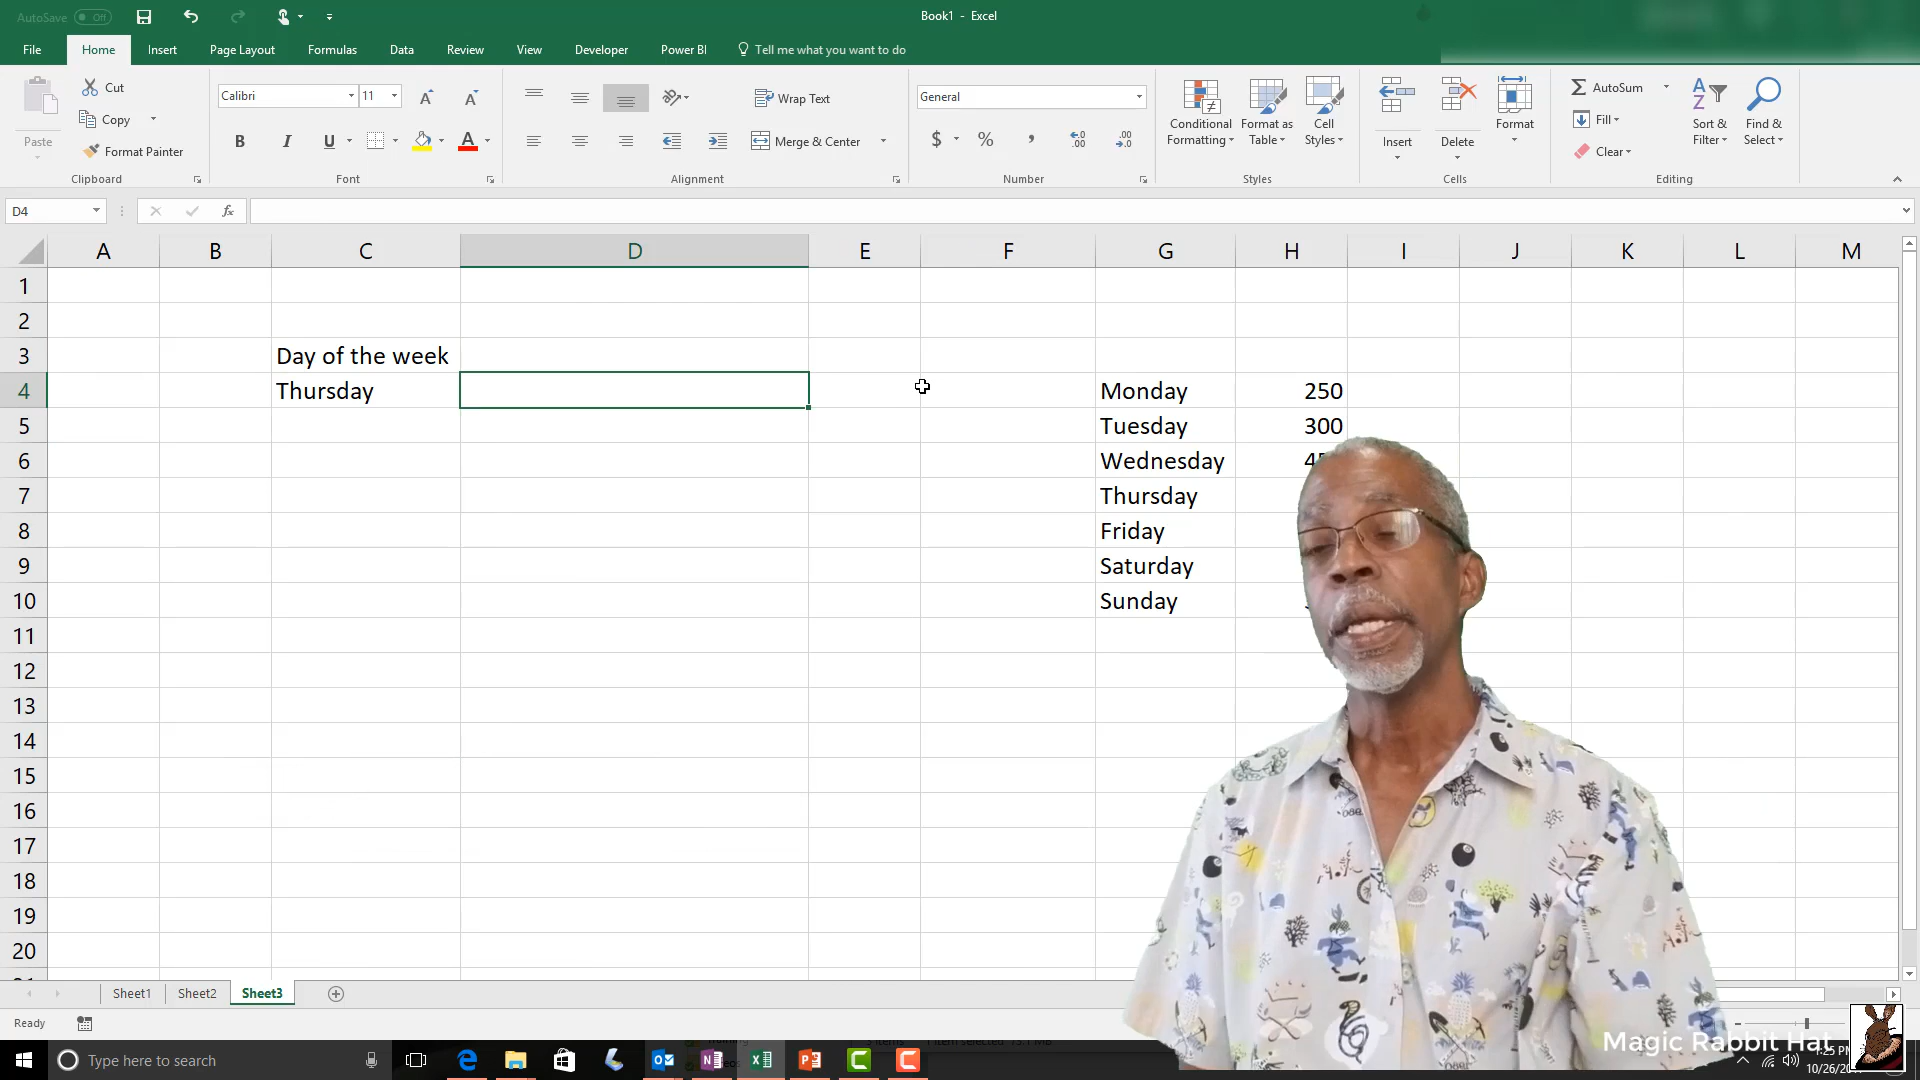 AutoSave Off
Book1 - Excel
File Home Insert Page Layout Formulas Data Review View Developer Power BI Tell me what you want to do
Paste
Cut
Copy
Format Painter
Clipboard
Calibri 11
B I U A
Font
Wrap Text
Merge & Center
Alignment
General
$ % ,
Number
Conditional Formatting
Format as Table
Cell Styles
Styles
Insert
Delete
Format
Cells
AutoSum
Fill
Clear
Sort & Filter
Find & Select
Editing
D4 fx
A B C D E F G H I J K L M
1
2
3 Day of the week
4 Thursday Monday 250
5 Tuesday 300
6 Wednesday
7 Thursday
8 Friday
9 Saturday
10 Sunday
11
12
13
14
15
16
17
18
19
20
Sheet1 Sheet2 Sheet3
Ready
Magic Rabbit Hat
Type here to search
1:25 PM